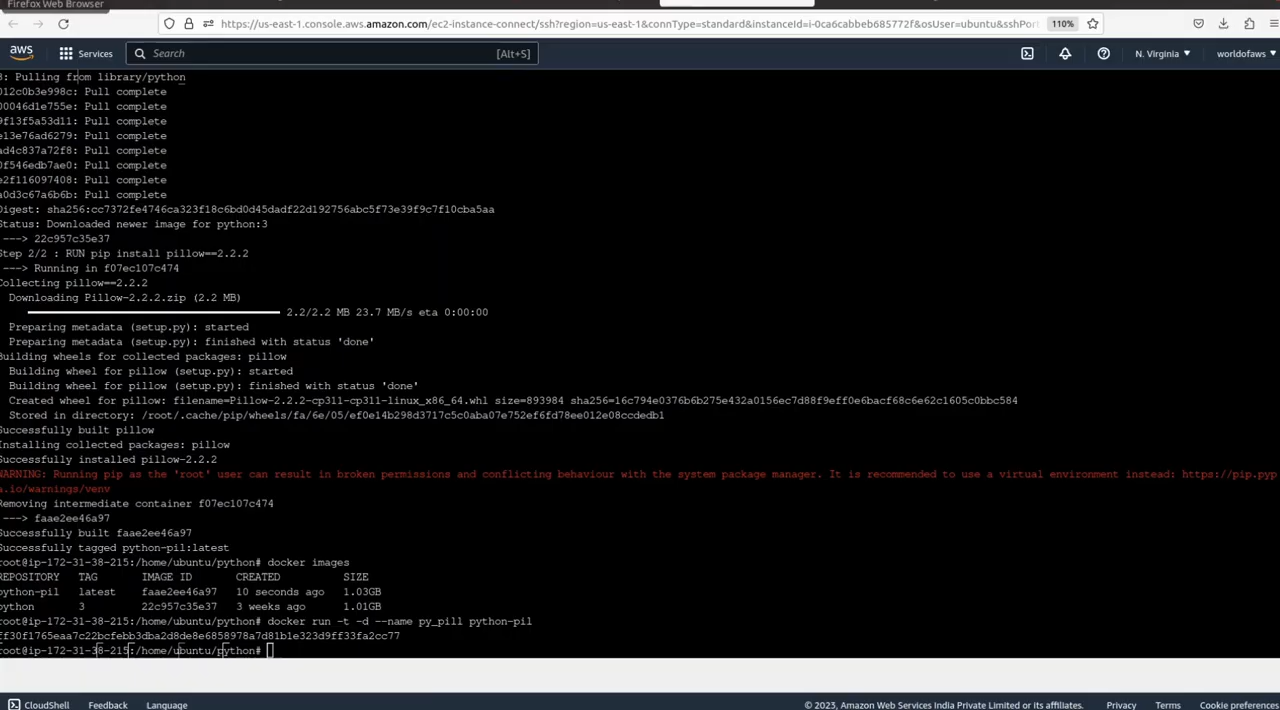 Firefox Web Browser
https://us-east-1.console.aws.amazon.com/ec2-instance-connect/ssh?region=us-east-1&connType=standard&instanceId=i-0ca6cabbeb685772f&osUser=ubuntu&sshPort
110%
aws
Services
Search
[Alt+S]
N. Virginia
worldofaws
3: Pulling from library/python
012c0b3e998c: Pull complete
00046d1e755e: Pull complete
9f13f5a53d11: Pull complete
e13e76ad6279: Pull complete
ad4c837a72f8: Pull complete
0f546edb7ae0: Pull complete
e2f116097408: Pull complete
a0d3c67a6b6b: Pull complete
Digest: sha256:cc7372fe4746ca323f18c6bd0d45dadf22d192756abc5f73e39f9c7f10cba5aa
Status: Downloaded newer image for python:3
---> 22c957c35e37
Step 2/2 : RUN pip install pillow==2.2.2
---> Running in f07ec107c474
Collecting pillow==2.2.2
Downloading Pillow-2.2.2.zip (2.2 MB)
2.2/2.2 MB 23.7 MB/s eta 0:00:00
Preparing metadata (setup.py): started
Preparing metadata (setup.py): finished with status 'done'
Building wheels for collected packages: pillow
Building wheel for pillow (setup.py): started
Building wheel for pillow (setup.py): finished with status 'done'
Created wheel for pillow: filename=Pillow-2.2.2-cp311-cp311-linux_x86_64.whl size=893984 sha256=16c794e0376b6b275e432a0156ec7d88f9eff0e6bacf68c6e62c1605c0bbc584
Stored in directory: /root/.cache/pip/wheels/fa/6e/05/ef0e14b298d3717c5c0aba07e752ef6fd78ee012e08ccdedb1
Successfully built pillow
Installing collected packages: pillow
Successfully installed pillow-2.2.2
WARNING: Running pip as the 'root' user can result in broken permissions and conflicting behaviour with the system package manager. It is recommended to use a virtual environment instead: https://pip.pyp
a.io/warnings/venv
Removing intermediate container f07ec107c474
---> faae2ee46a97
Successfully built faae2ee46a97
Successfully tagged python-pil:latest
root@ip-172-31-38-215:/home/ubuntu/python# docker images
REPOSITORY TAG IMAGE ID CREATED SIZE
python-pil latest faae2ee46a97 10 seconds ago 1.03GB
python 3 22c957c35e37 3 weeks ago 1.01GB
root@ip-172-31-38-215:/home/ubuntu/python# docker run -t -d --name py_pill python-pil
ff30f1765eaa7c22bcfebb3dba2d8de8e6858978a7d81b1e323d9ff33fa2cc77
root@ip-172-31-38-215:/home/ubuntu/python#
CloudShell
Feedback
Language
© 2023, Amazon Web Services India Private Limited or its affiliates.
Privacy
Terms
Cookie preferences